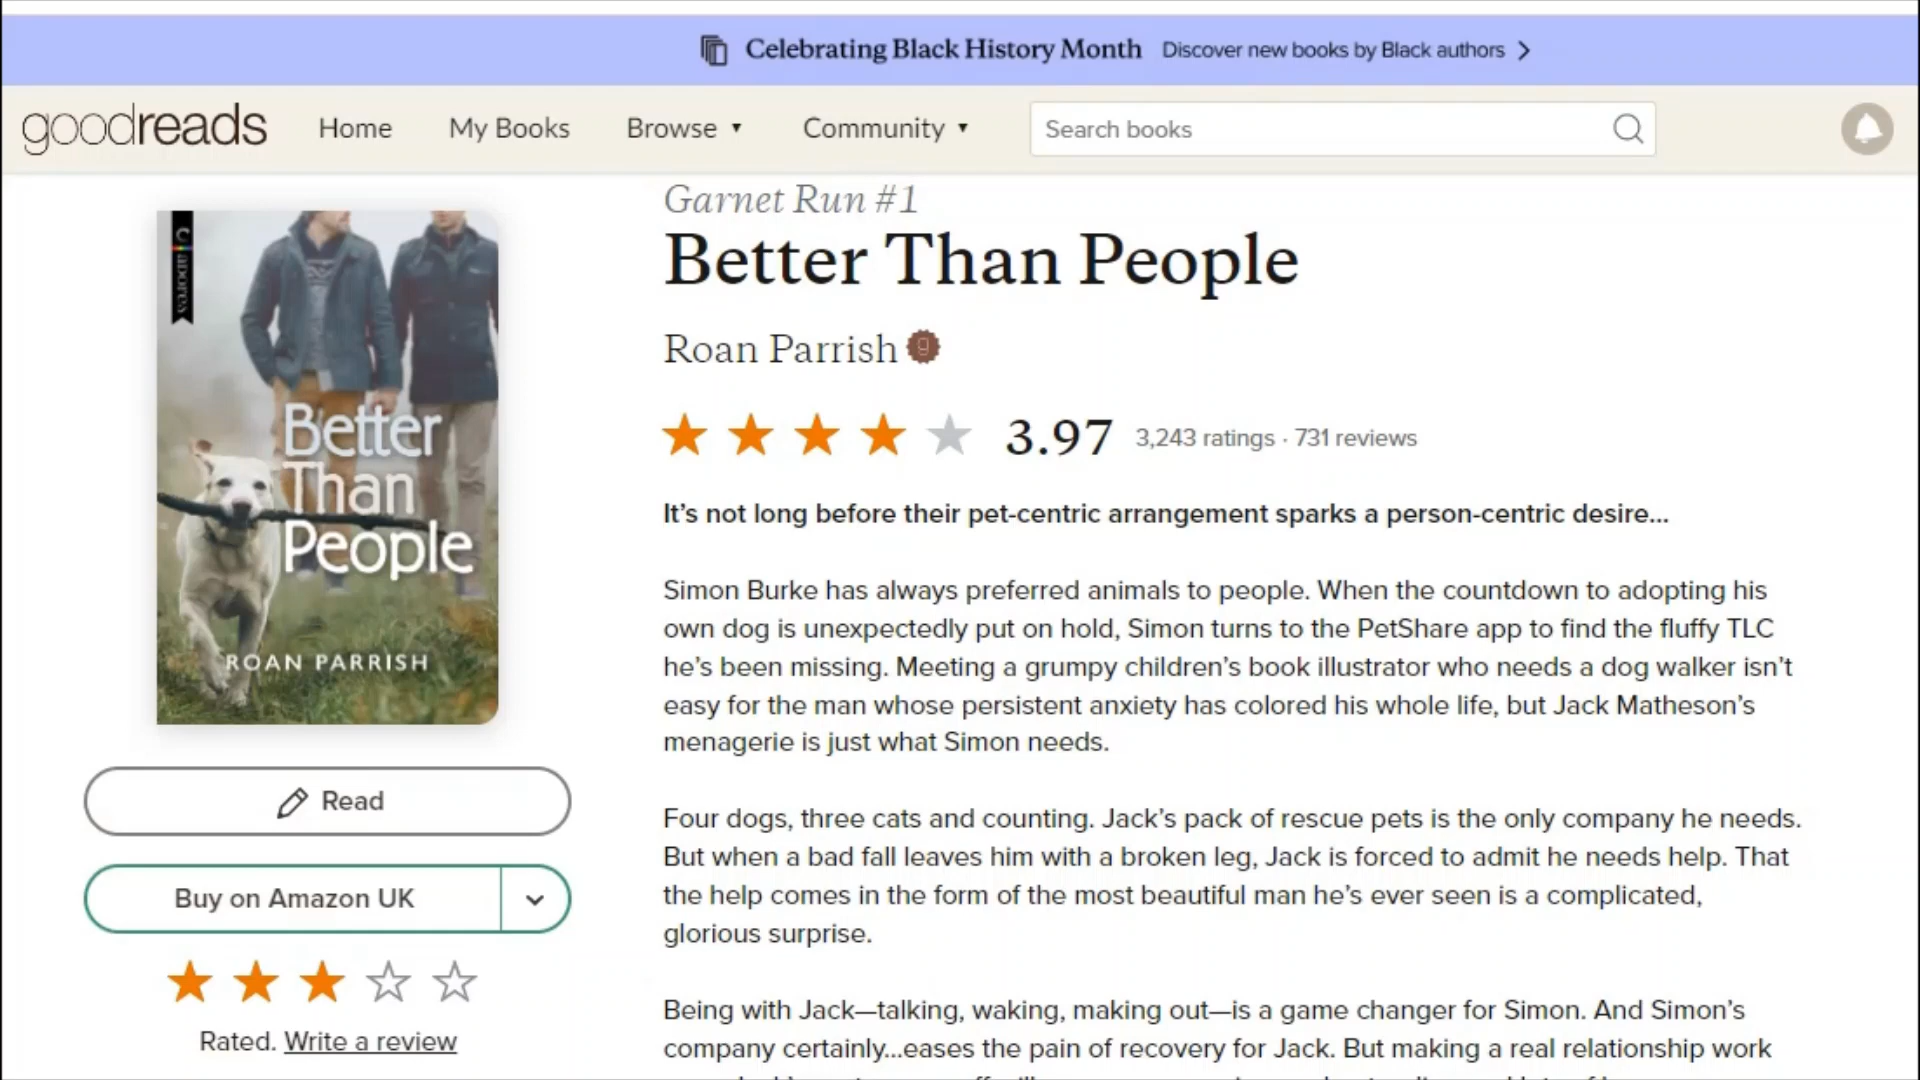 Celebrating Black History Month Discover new books by Black authors
goodreads Home My Books Browse Community Search books
Garnet Run #1
Better Than People
Roan Parrish
3.97 3,243 ratings · 731 reviews
It's not long before their pet-centric arrangement sparks a person-centric desire...
Simon Burke has always preferred animals to people. When the countdown to adopting his
own dog is unexpectedly put on hold, Simon turns to the PetShare app to find the fluffy TLC
he's been missing. Meeting a grumpy children's book illustrator who needs a dog walker isn't
easy for the man whose persistent anxiety has colored his whole life, but Jack Matheson's
menagerie is just what Simon needs.
Four dogs, three cats and counting. Jack's pack of rescue pets is the only company he needs.
But when a bad fall leaves him with a broken leg, Jack is forced to admit he needs help. That
the help comes in the form of the most beautiful man he's ever seen is a complicated,
glorious surprise.
Being with Jack—talking, waking, making out—is a game changer for Simon. And Simon's
company certainly...eases the pain of recovery for Jack. But making a real relationship work
Better
Than
People
ROAN PARRISH
Read
Buy on Amazon UK
Rated. Write a review